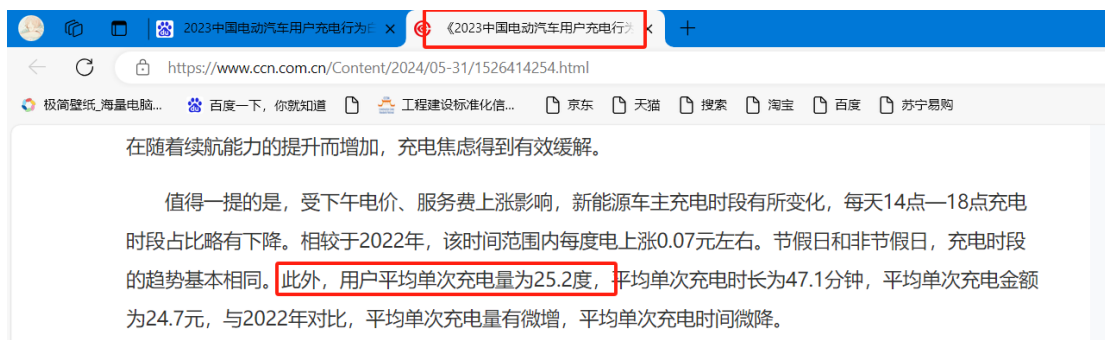 2023中国电动汽车用户充电行为
《2023中国电动汽车用户充电行为
https://www.ccn.com.cn/Content/2024/05-31/1526414254.html
极简壁纸_海量电脑... 百度一下，你就知道 工程建设标准化信... 京东 天猫 搜索 淘宝 百度 苏宁易购
在随着续航能力的提升而增加，充电焦虑得到有效缓解。
值得一提的是，受下午电价、服务费上涨影响，新能源车主充电时段有所变化，每天14点—18点充电
时段占比略有下降。相较于2022年，该时间范围内每度电上涨0.07元左右。节假日和非节假日，充电时段
的趋势基本相同。此外，用户平均单次充电量为25.2度，平均单次充电时长为47.1分钟，平均单次充电金额
为24.7元，与2022年对比，平均单次充电量有微增，平均单次充电时间微降。